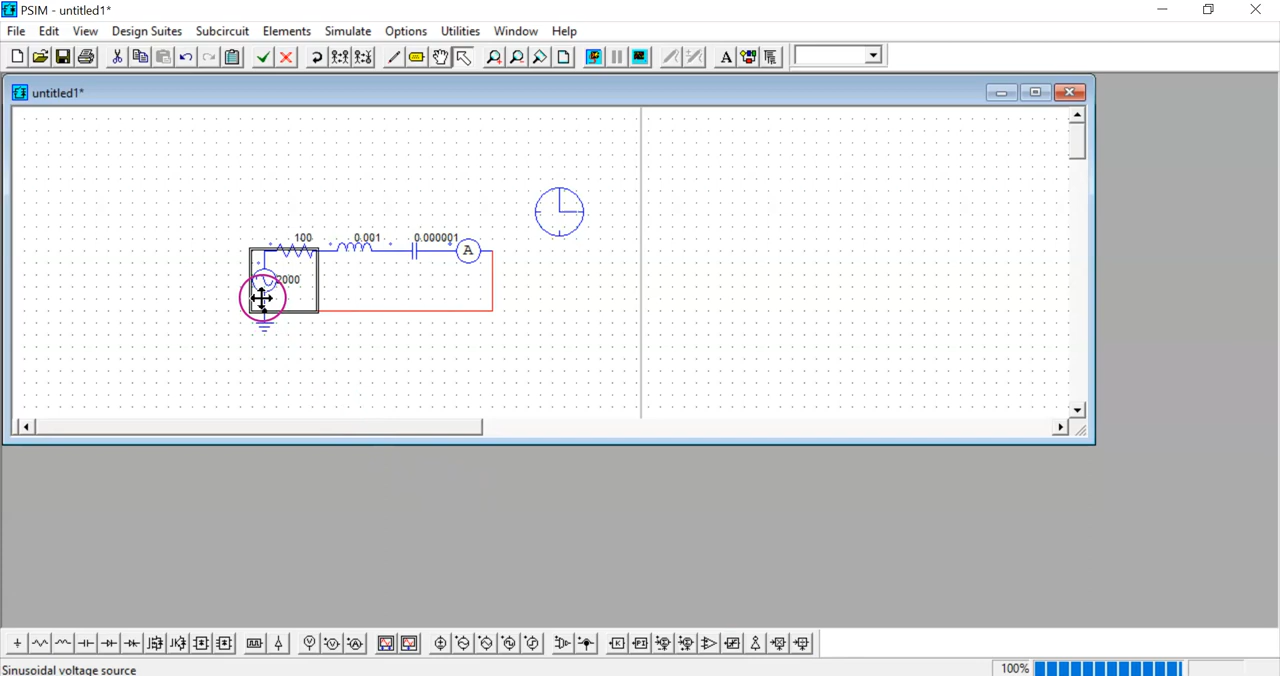 PSIM - untitled1*
File Edit View Design Suites Subcircuit Elements Simulate Options Utilities Window Help
A
untitled1*
100 0.001 0.000001
A
2000
V V A
K PI
Sinusoidal voltage source 100%